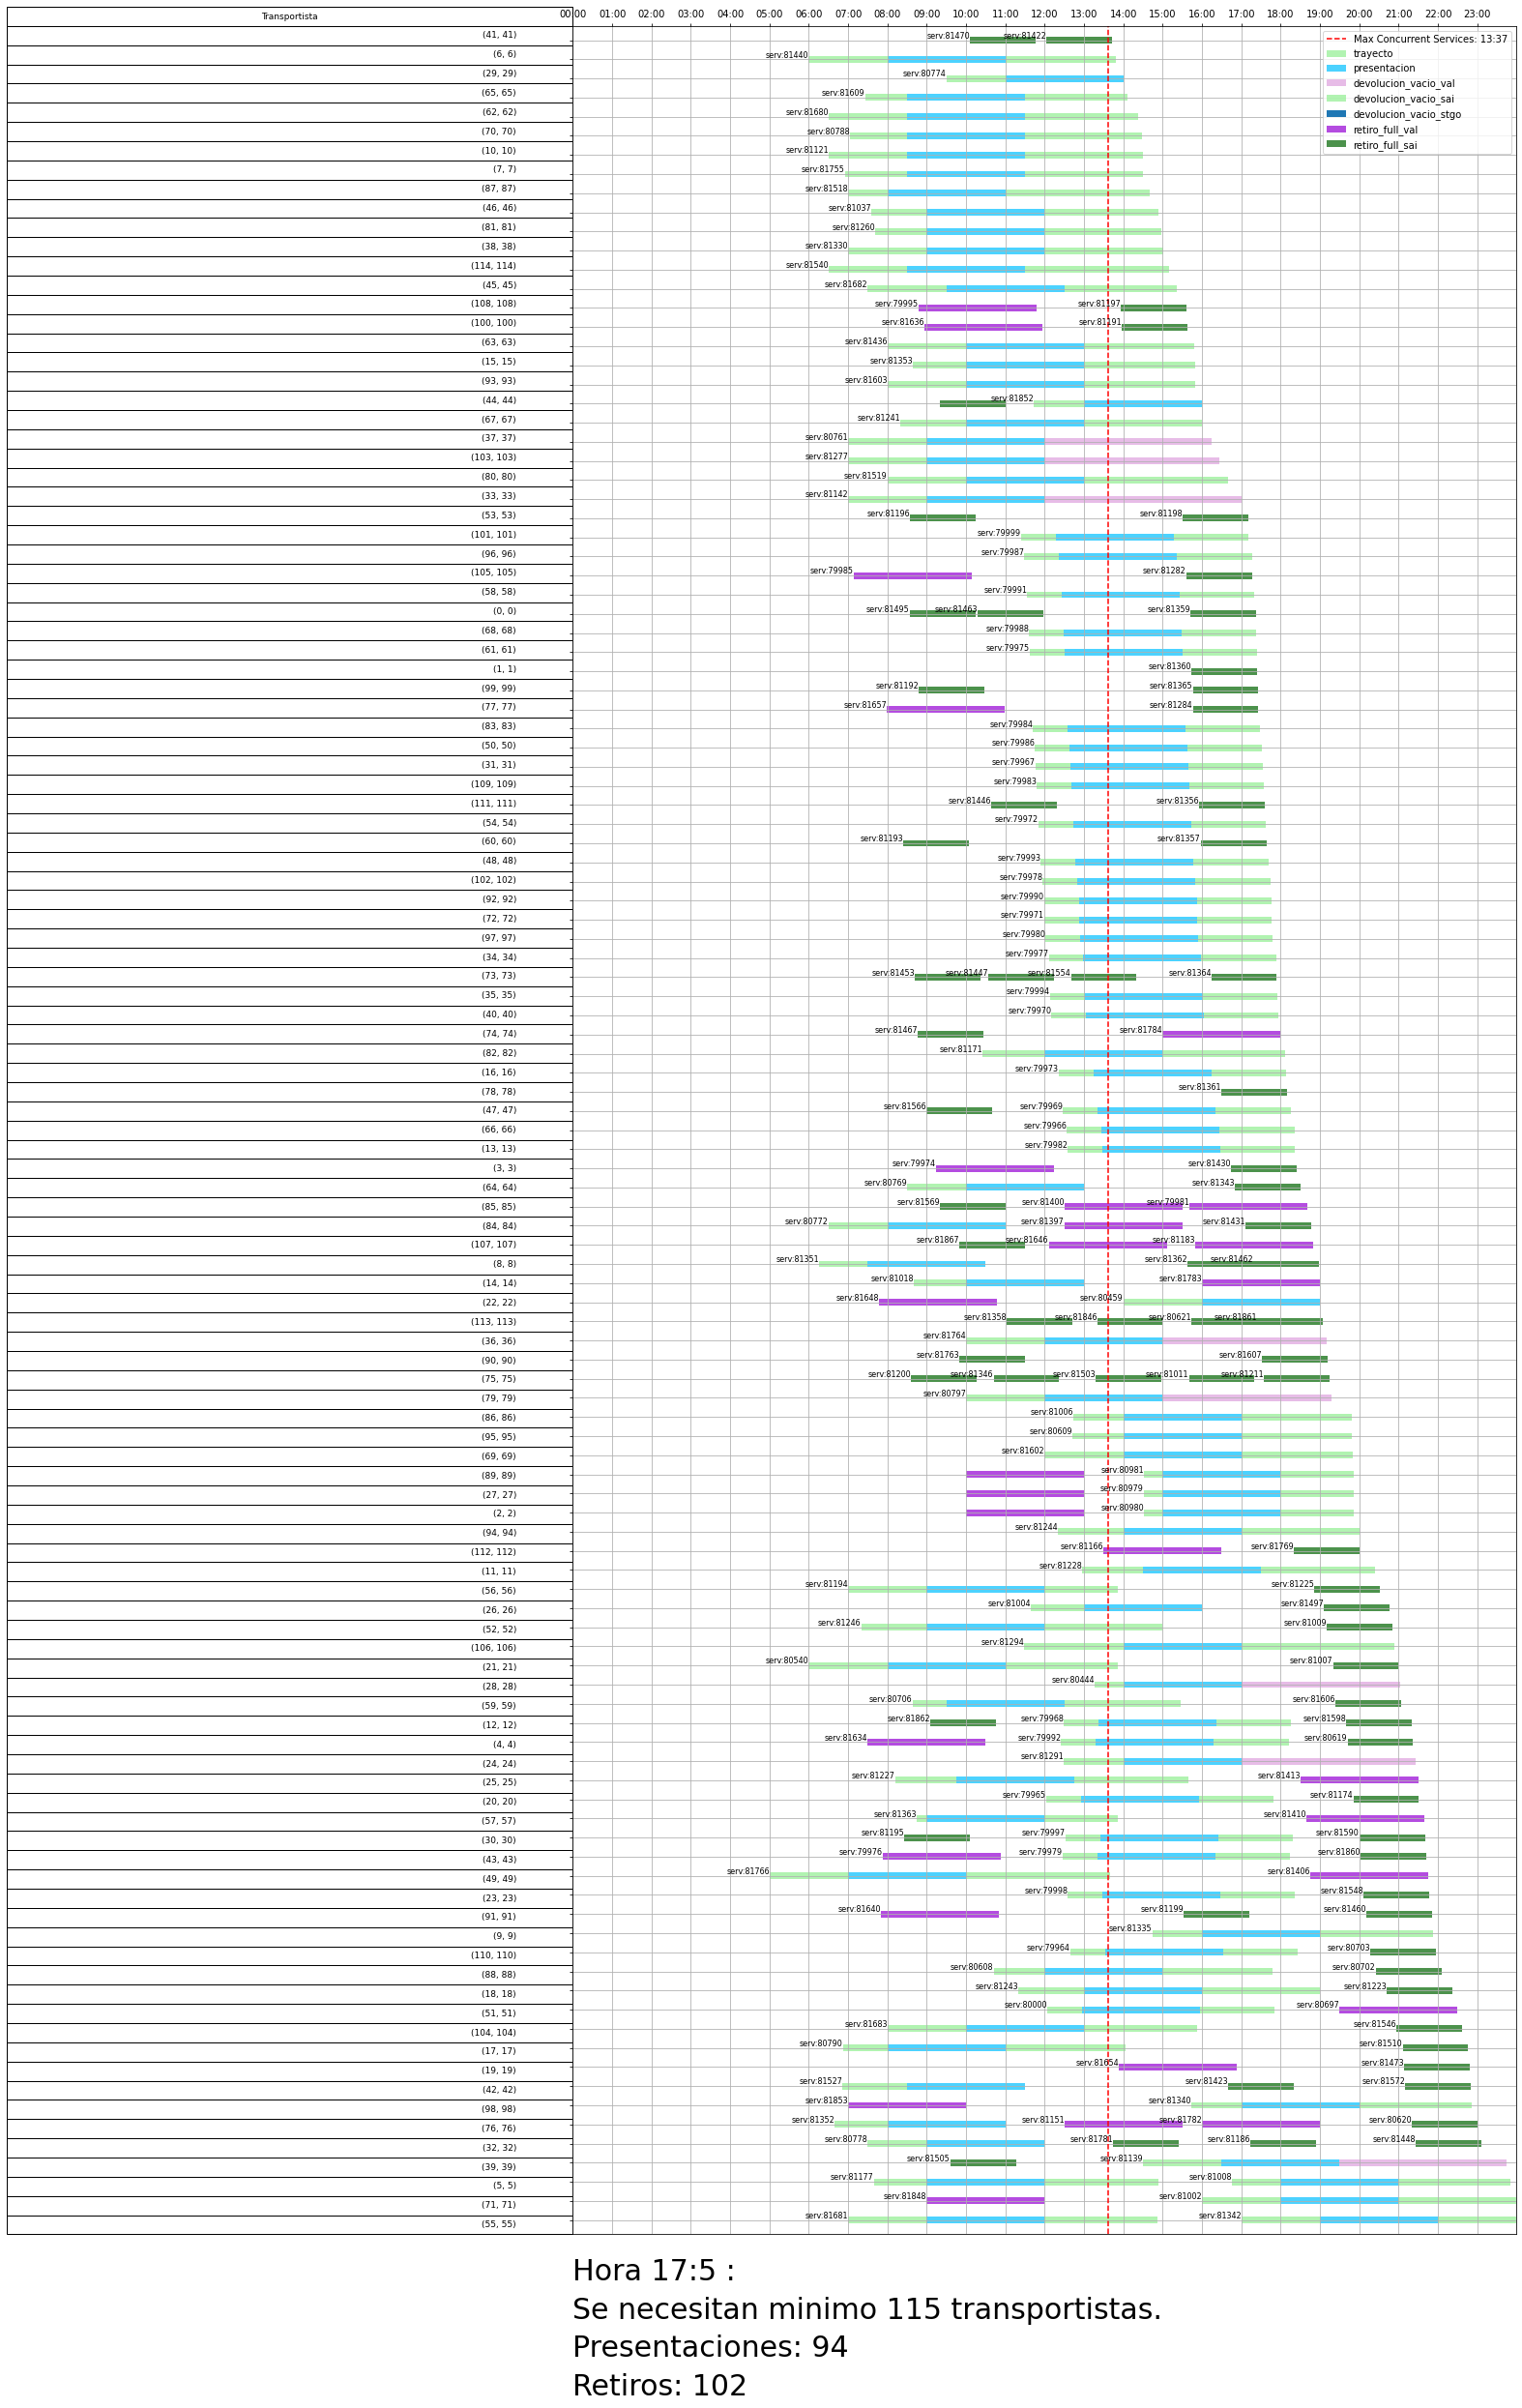 Transportista 00:00 01:00 02:00 03:00 04:00 05:00 06:00 07:00 08:00 09:00 10:00 11:00 12:00 13:00 14:00 15:00 16:00 17:00 18:00 19:00 20:00 21:00 22:00 23:00
Max Concurrent Services: 13:37
trayecto
presentacion
devolucion_vacio_val
devolucion_vacio_sai
devolucion_vacio_stgo
retiro_full_val
retiro_full_sai
(41, 41) serv:81470 serv:81422
(6, 6) serv:81440
(29, 29) serv:80774
(65, 65) serv:81609
(62, 62) serv:81680
(70, 70) serv:80788
(10, 10) serv:81121
(7, 7) serv:81755
(87, 87) serv:81518
(46, 46) serv:81037
(81, 81) serv:81260
(38, 38) serv:81330
(114, 114) serv:81540
(45, 45) serv:81682
(108, 108) serv:79995 serv:81197
(100, 100) serv:81636 serv:81191
(63, 63) serv:81436
(15, 15) serv:81353
(93, 93) serv:81603
(44, 44) serv:81852
(67, 67) serv:81241
(37, 37) serv:80761
(103, 103) serv:81277
(80, 80) serv:81519
(33, 33) serv:81142
(53, 53) serv:81196 serv:81198
(101, 101) serv:79999
(96, 96) serv:79987
(105, 105) serv:79985 serv:81282
(58, 58) serv:79991
(0, 0) serv:81495 serv:81463 serv:81359
(68, 68) serv:79988
(61, 61) serv:79975
(1, 1) serv:81360
(99, 99) serv:81192 serv:81365
(77, 77) serv:81657 serv:81284
(83, 83) serv:79984
(50, 50) serv:79986
(31, 31) serv:79967
(109, 109) serv:79983
(111, 111) serv:81446 serv:81356
(54, 54) serv:79972
(60, 60) serv:81193 serv:81357
(48, 48) serv:79993
(102, 102) serv:79978
(92, 92) serv:79990
(72, 72) serv:79971
(97, 97) serv:79980
(34, 34) serv:79977
(73, 73) serv:81453 serv:81447 serv:81554 serv:81364
(35, 35) serv:79994
(40, 40) serv:79970
(74, 74) serv:81467 serv:81784
(82, 82) serv:81171
(16, 16) serv:79973
(78, 78) serv:81361
(47, 47) serv:81566 serv:79969
(66, 66) serv:79966
(13, 13) serv:79982
(3, 3) serv:79974 serv:81430
(64, 64) serv:80769 serv:81343
(85, 85) serv:81569 serv:81400 serv:79981
(84, 84) serv:80772 serv:81397 serv:81431
(107, 107) serv:81867 serv:81646 serv:81183
(8, 8) serv:81351 serv:81362 serv:81462
(14, 14) serv:81018 serv:81783
(22, 22) serv:81648 serv:80459
(113, 113) serv:81358 serv:81846 serv:80621 serv:81861
(36, 36) serv:81764
(90, 90) serv:81763 serv:81607
(75, 75) serv:81200 serv:81346 serv:81503 serv:81011 serv:81211
(79, 79) serv:80797
(86, 86) serv:81006
(95, 95) serv:80609
(69, 69) serv:81602
(89, 89) serv:80981
(27, 27) serv:80979
(2, 2) serv:80980
(94, 94) serv:81244
(112, 112) serv:81166 serv:81769
(11, 11) serv:81228
(56, 56) serv:81194 serv:81225
(26, 26) serv:81004 serv:81497
(52, 52) serv:81246 serv:81009
(106, 106) serv:81294
(21, 21) serv:80540 serv:81007
(28, 28) serv:80444
(59, 59) serv:80706 serv:81606
(12, 12) serv:81862 serv:79968 serv:81598
(4, 4) serv:81634 serv:79992 serv:80619
(24, 24) serv:81291
(25, 25) serv:81227 serv:81413
(20, 20) serv:79965 serv:81174
(57, 57) serv:81363 serv:81410
(30, 30) serv:81195 serv:79997 serv:81590
(43, 43) serv:79976 serv:79979 serv:81860
(49, 49) serv:81766 serv:81406
(23, 23) serv:79998 serv:81548
(91, 91) serv:81640 serv:81199 serv:81460
(9, 9) serv:81335
(110, 110) serv:79964 serv:80703
(88, 88) serv:80608 serv:80702
(18, 18) serv:81243 serv:81223
(51, 51) serv:80000 serv:80697
(104, 104) serv:81683 serv:81546
(17, 17) serv:80790 serv:81510
(19, 19) serv:81654 serv:81473
(42, 42) serv:81527 serv:81423 serv:81572
(98, 98) serv:81853 serv:81340
(76, 76) serv:81352 serv:81151 serv:81782 serv:80620
(32, 32) serv:80778 serv:81781 serv:81186 serv:81448
(39, 39) serv:81505 serv:81139
(5, 5) serv:81177 serv:81008
(71, 71) serv:81848 serv:81002
(55, 55) serv:81681 serv:81342
Hora 17:5 :
Se necesitan minimo 115 transportistas.
Presentaciones: 94
Retiros: 102